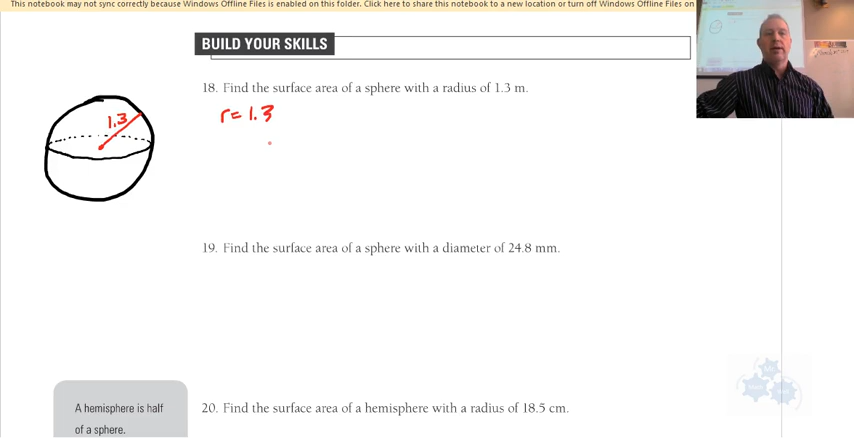 This notebook may not sync correctly because Windows Offline Files is enabled on this folder. Click here to share this notebook to a new location or turn off Windows Offline Files on
BUILD YOUR SKILLS
18. Find the surface area of a sphere with a radius of 1.3 m.
r = 1.3
1.3
19. Find the surface area of a sphere with a diameter of 24.8 mm.
A hemisphere is half
of a sphere.
20. Find the surface area of a hemisphere with a radius of 18.5 cm.